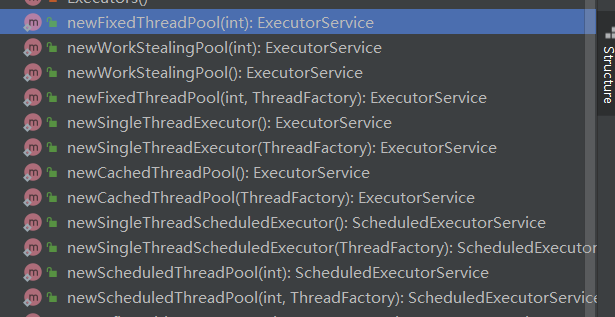 Executors()
newFixedThreadPool(int): ExecutorService
newWorkStealingPool(int): ExecutorService
newWorkStealingPool(): ExecutorService
newFixedThreadPool(int, ThreadFactory): ExecutorService
newSingleThreadExecutor(): ExecutorService
newSingleThreadExecutor(ThreadFactory): ExecutorService
newCachedThreadPool(): ExecutorService
newCachedThreadPool(ThreadFactory): ExecutorService
newSingleThreadScheduledExecutor(): ScheduledExecutorService
newSingleThreadScheduledExecutor(ThreadFactory): ScheduledExecutor
newScheduledThreadPool(int): ScheduledExecutorService
newScheduledThreadPool(int, ThreadFactory): ScheduledExecutorService
Structure